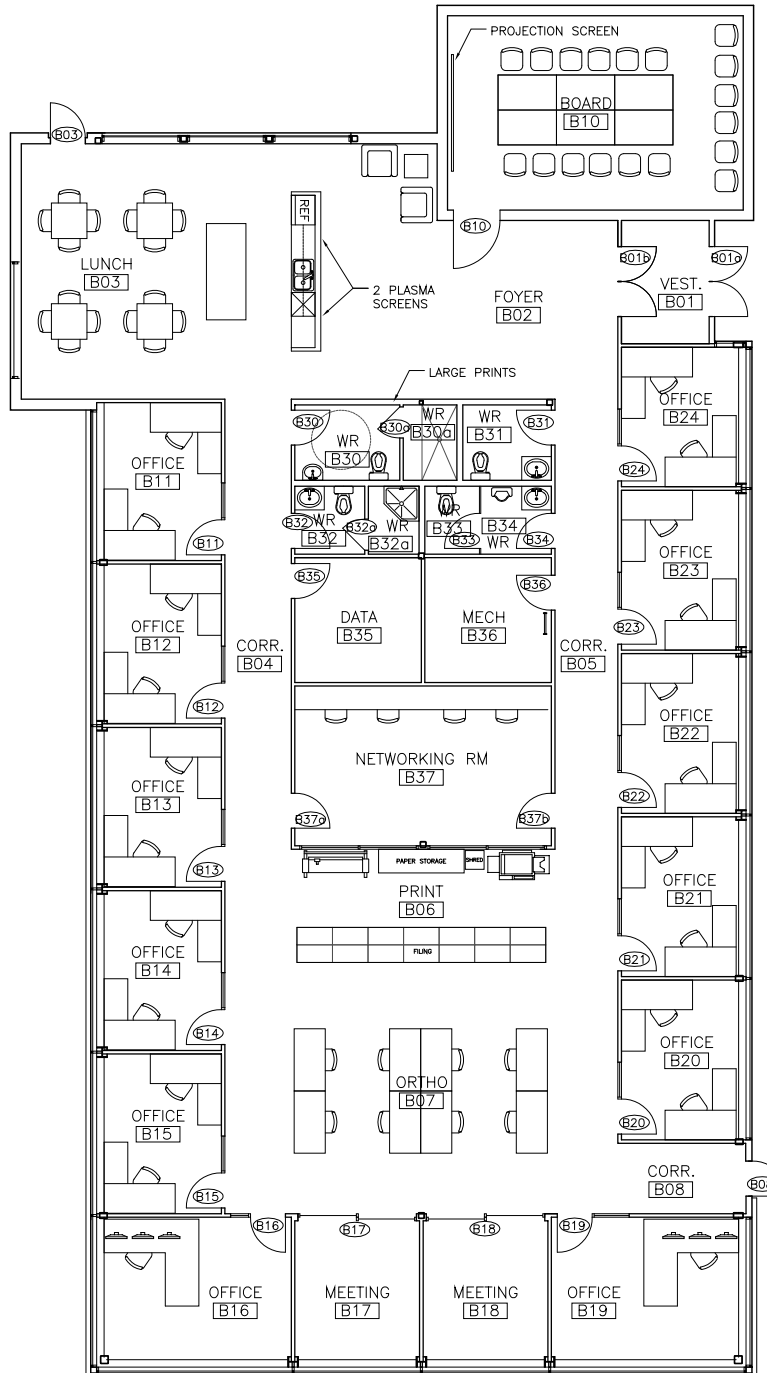 PROJECTION SCREEN
BOARD
B10
B03
REF
B10
B01b
B01a
LUNCH
B03
2 PLASMA
SCREENS
FOYER
B02
VEST.
B01
LARGE PRINTS
OFFICE
B24
B24
B30
WR
B30
B30a
WR
B30a
WR
B31
B31
OFFICE
B11
B11
B32
WR
B32
B32a
WR
B32a
WR
B33
B33
B34
WR
B34
OFFICE
B23
B23
B35
DATA
B35
MECH
B36
B36
OFFICE
B12
B12
CORR.
B04
CORR.
B05
OFFICE
B22
B22
NETWORKING RM
B37
B37a
B37b
OFFICE
B13
B13
PAPER STORAGE
SHRED
PRINT
B06
FILING
OFFICE
B21
B21
OFFICE
B14
B14
OFFICE
B20
B20
ORTHO
B07
OFFICE
B15
B15
CORR.
B08
B16
B17
B18
B19
OFFICE
B16
MEETING
B17
MEETING
B18
OFFICE
B19